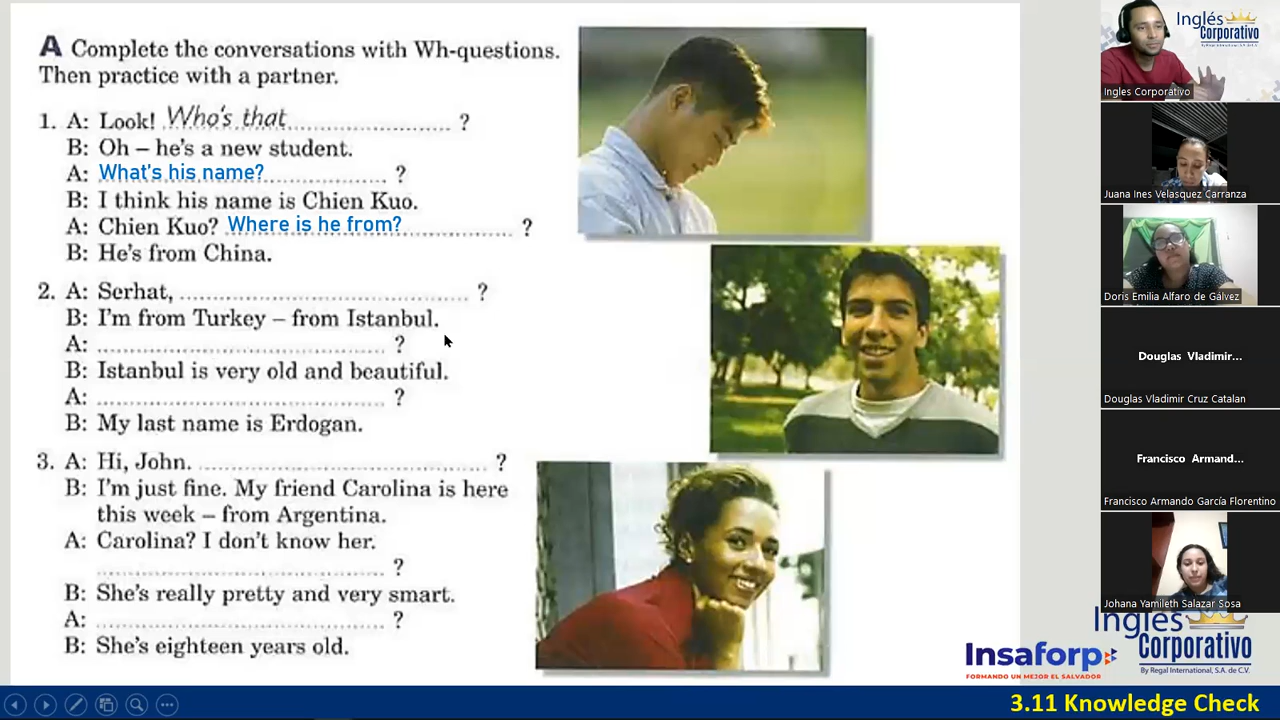 A Complete the conversations with Wh-questions.
Then practice with a partner.
1. A: Look! Who's that ?
B: Oh – he's a new student.
A: What's his name? ?
B: I think his name is Chien Kuo.
A: Chien Kuo? Where is he from? ?
B: He's from China.
2. A: Serhat, ?
B: I'm from Turkey – from Istanbul.
A: ?
B: Istanbul is very old and beautiful.
A: ?
B: My last name is Erdogan.
3. A: Hi, John. ?
B: I'm just fine. My friend Carolina is here
this week – from Argentina.
A: Carolina? I don't know her.
?
B: She's really pretty and very smart.
A: ?
B: She's eighteen years old.
Inglés
Corporativo
By Regal International, S.A. de C.V.
Ingles Corporativo
Juana Ines Velasquez Carranza
Doris Emilia Alfaro de Gálvez
Douglas Vladimir...
Douglas Vladimir Cruz Catalan
Francisco Armand...
Francisco Armando García Florentino
Johana Yamileth Salazar Sosa
Inglés
Corporativo
By Regal International, S.A. de C.V.
Insaforp
FORMANDO UN MEJOR EL SALVADOR
3.11 Knowledge Check